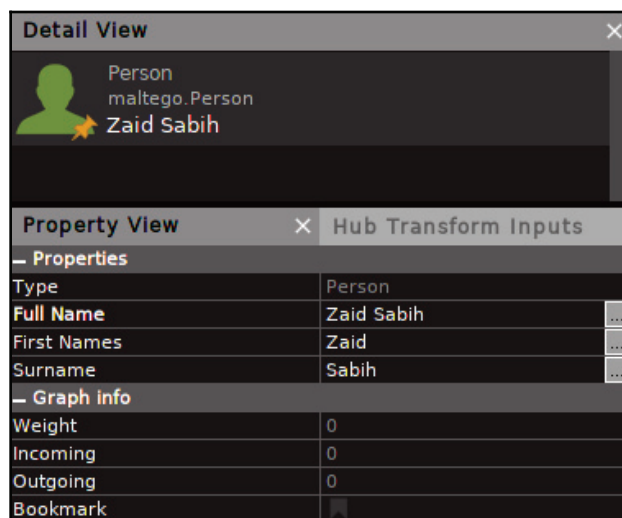 Detail View
Person
maltego.Person
Zaid Sabih
Property View
Hub Transform Inputs
Properties
Type Person
Full Name Zaid Sabih ...
First Names Zaid ...
Surname Sabih ...
Graph info
Weight 0
Incoming 0
Outgoing 0
Bookmark